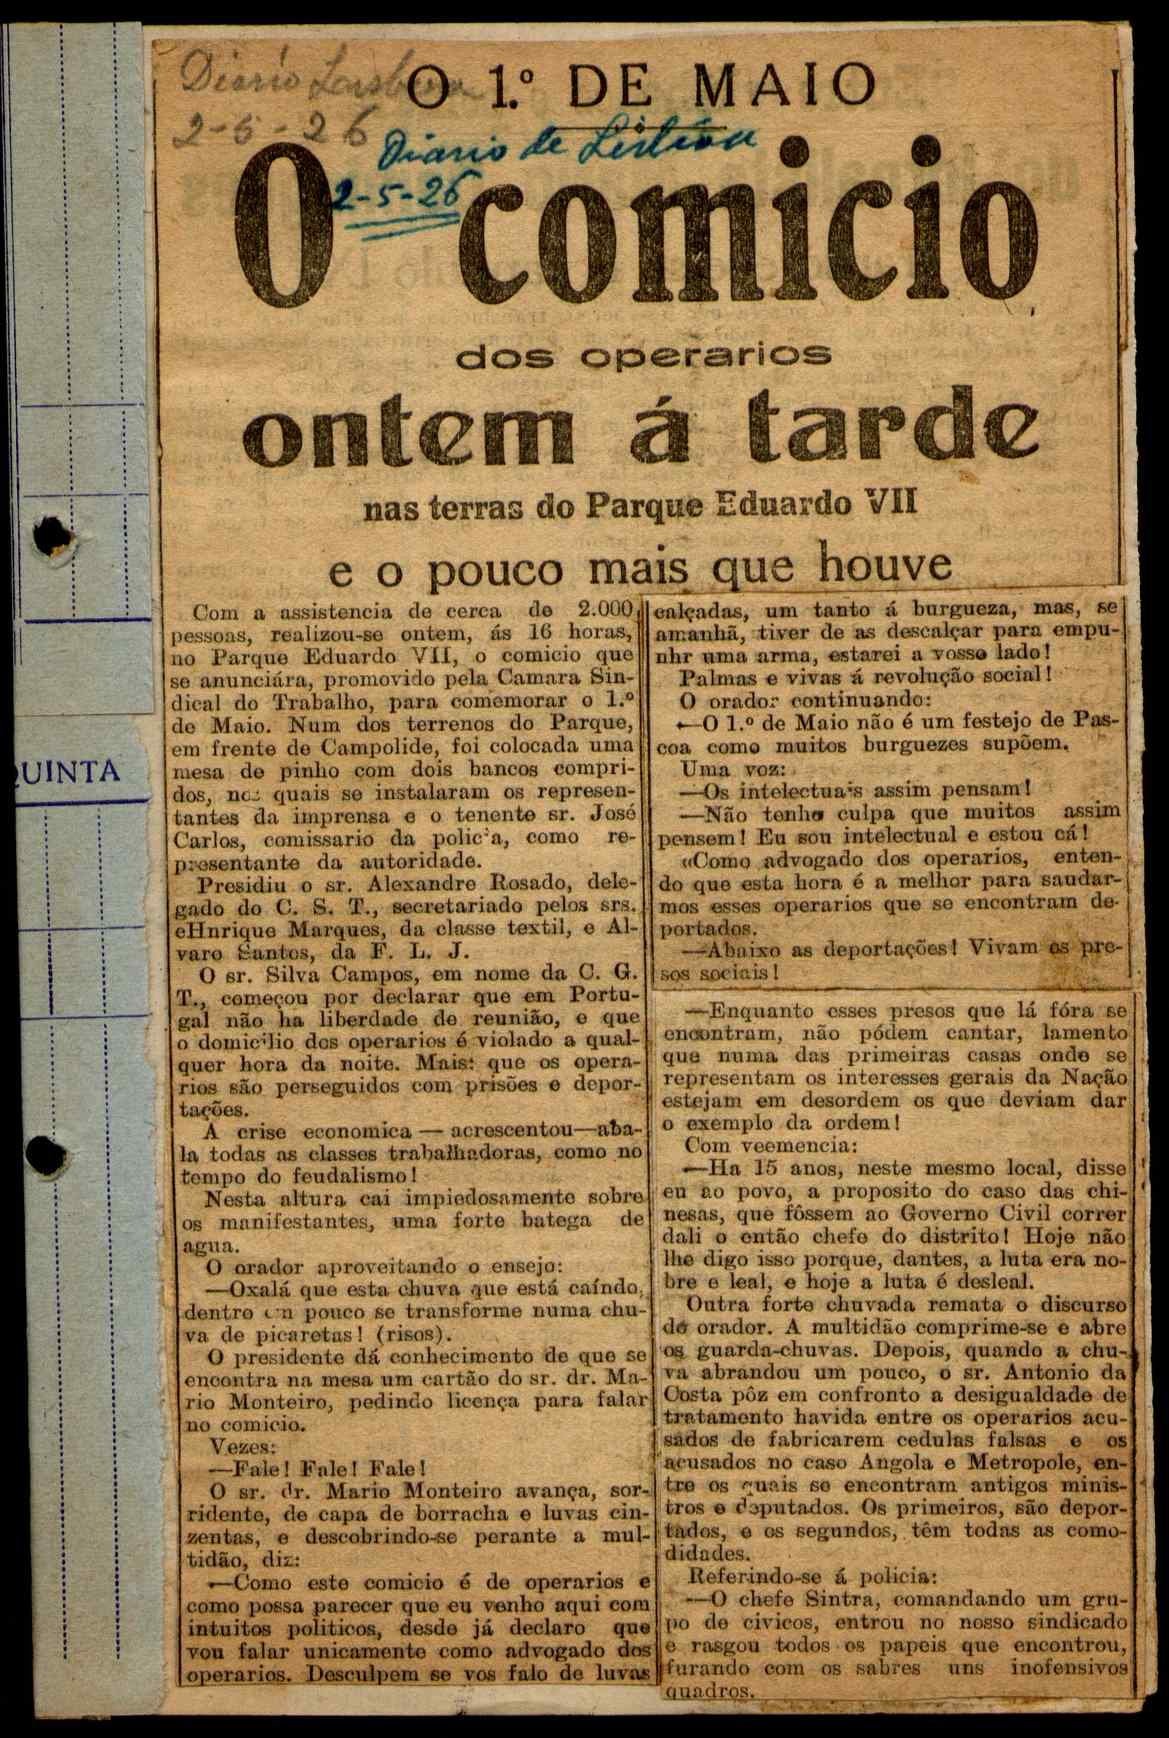 Diario Lisboa
2-5-26
O 1.º DE MAIO
Diario de Lisboa
2-5-26
O comicio
dos operarios
ontem á tarde
nas terras do Parque Eduardo VII
e o pouco mais que houve
QUINTA
Com a assistencia de cerca de 2.000
pessoas, realizou-se ontem, ás 16 horas,
no Parque Eduardo VII, o comicio que
se anunciára, promovido pela Camara Sin-
dical do Trabalho, para comemorar o 1.º
de Maio. Num dos terrenos do Parque,
em frente de Campolide, foi colocada uma
mesa de pinho com dois bancos compri-
dos, nos quais se instalaram os represen-
tantes da imprensa e o tenente sr. José
Carlos, comissario da policia, como re-
presentante da autoridade.
Presidiu o sr. Alexandre Rosado, dele-
gado do C. S. T., secretariado pelos srs.
eHnrique Marques, da classe textil, e Al-
varo Santos, da F. L. J.
O sr. Silva Campos, em nome da C. G.
T., começou por declarar que em Portu-
gal não ha liberdade de reunião, e que
o domicilio dos operarios é violado a qual-
quer hora da noite. Mais: que os opera-
rios são perseguidos com prisões e depor-
tações.
A crise economica — acrescentou—aba-
la todas as classes trabalhadoras, como no
tempo do feudalismo!
Nesta altura cai impiedosamente sobre
os manifestantes, uma forte batega de
agua.
O orador aproveitando o ensejo:
—Oxalá que esta chuva que está caíndo,
dentro em pouco se transforme numa chu-
va de picaretas! (risos).
O presidente dá conhecimento de que se
encontra na mesa um cartão do sr. dr. Ma-
rio Monteiro, pedindo licença para falar
no comicio.
Vezes:
—Fale! Fale! Fale!
O sr. dr. Mario Monteiro avança, sor-
ridente, de capa de borracha e luvas cin-
zentas, e descobrindo-se perante a mul-
tidão, diz:
—Como este comicio é de operarios e
como possa parecer que eu venho aqui com
intuitos politicos, desde já declaro que
vou falar unicamente como advogado dos
operarios. Desculpem se vos falo de luvas
calçadas, um tanto á burgueza, mas, se
amanhã, tiver de as descalçar para empu-
nhr uma arma, estarei a vosso lado!
Palmas e vivas á revolução social!
O orador continuando:
—O 1.º de Maio não é um festejo de Pas-
coa como muitos burguezes supõem.
Uma voz:
—Os intelectuais assim pensam!
—Não tenho culpa que muitos assim
pensem! Eu sou intelectual e estou cá!
«Como advogado dos operarios, enten-
do que esta hora é a melhor para saudar-
mos esses operarios que se encontram de-
portados.
—Abaixo as deportações! Vivam os pre-
sos sociais!
—Enquanto esses presos que lá fóra se
encontram, não pódem cantar, lamento
que numa das primeiras casas onde se
representam os interesses gerais da Nação
estejam em desordem os que deviam dar
o exemplo da ordem!
Com veemencia:
—Ha 15 anos, neste mesmo local, disse
eu ao povo, a proposito do caso das chi-
nesas, que fôssem ao Governo Civil correr
dali o então chefe do distrito! Hoje não
lhe digo isso porque, dantes, a luta era no-
bre e leal, e hoje a luta é desleal.
Outra forte chuvada remata o discurso
do orador. A multidão comprime-se e abre
os guarda-chuvas. Depois, quando a chu-
va abrandou um pouco, o sr. Antonio da
Costa pôz em confronto a desigualdade de
tratamento havida entre os operarios acu-
sados de fabricarem cedulas falsas e os
acusados no caso Angola e Metropole, en-
tre os quais se encontram antigos minis-
tros e deputados. Os primeiros, são depor-
tados, e os segundos, têm todas as como-
didades.
Referindo-se á policia:
—O chefe Sintra, comandando um gru-
po de civicos, entrou no nosso sindicado
e rasgou todos os papeis que encontrou,
furando com os sabres uns inofensivos
quadros.